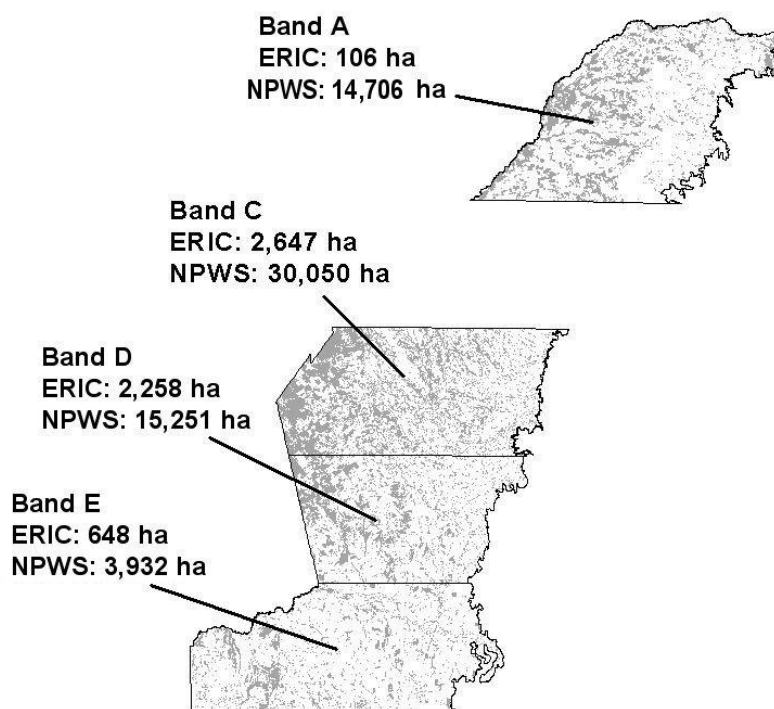 Band A
ERIC: 106 ha
NPWS: 14,706 ha
Band C
ERIC: 2,647 ha
NPWS: 30,050 ha
Band D
ERIC: 2,258 ha
NPWS: 15,251 ha
Band E
ERIC: 648 ha
NPWS: 3,932 ha